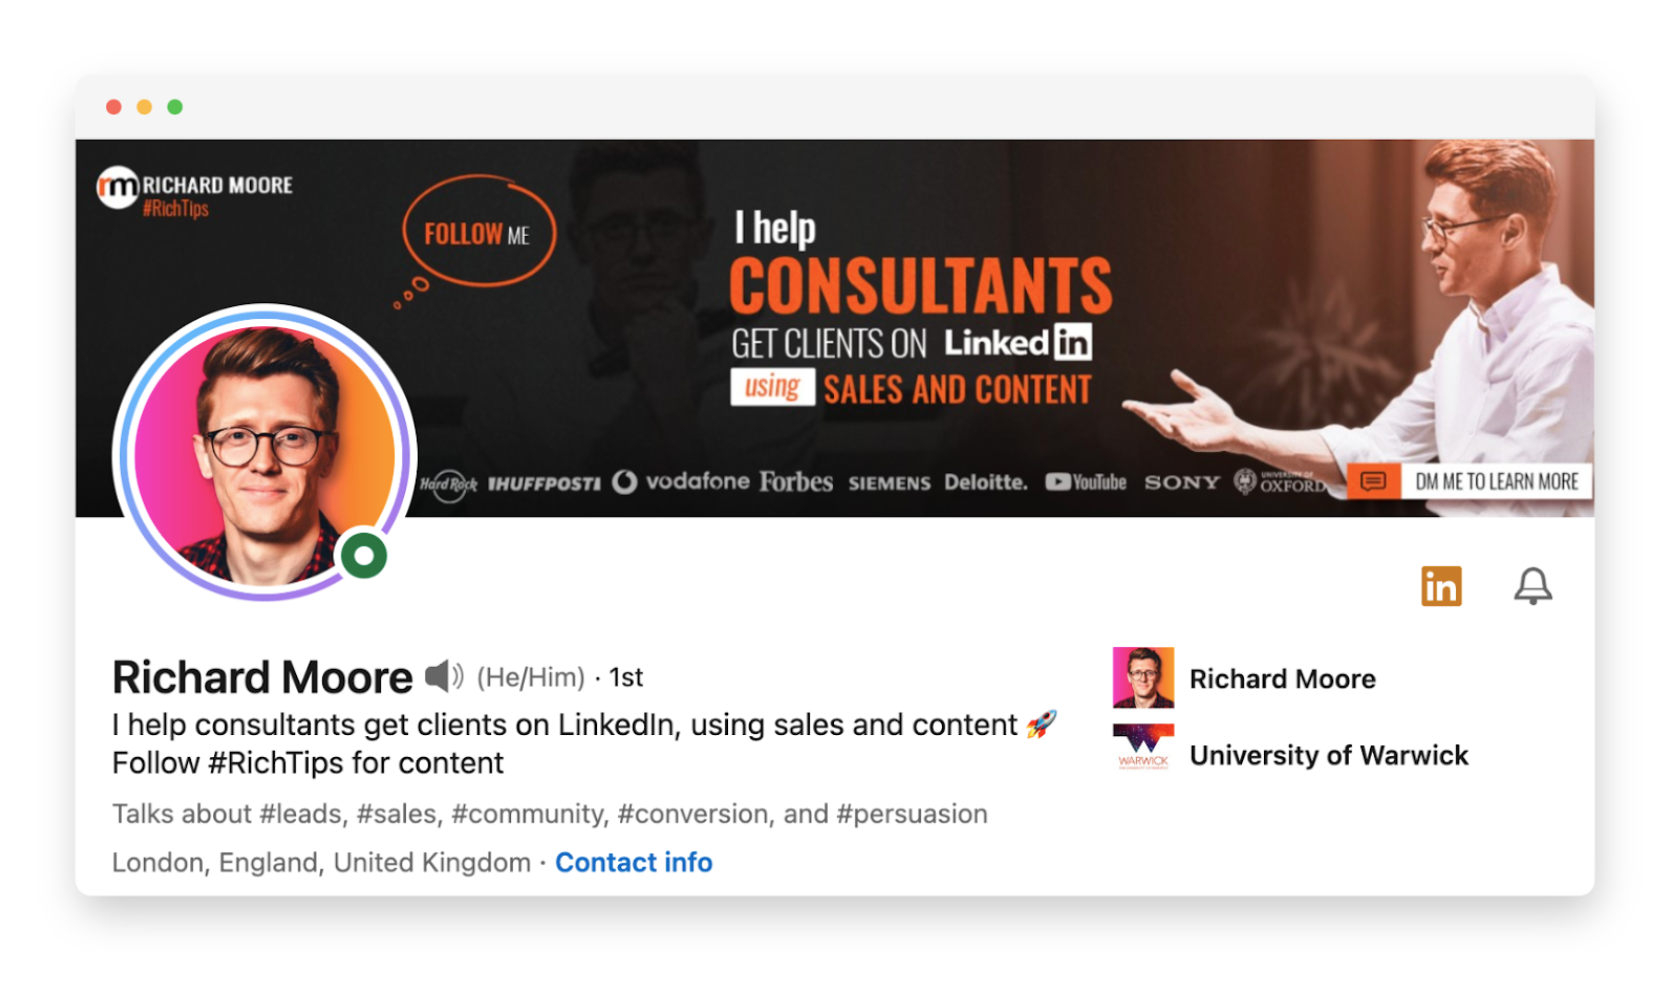 rm RICHARD MOORE
#RichTips
FOLLOW ME
I help
CONSULTANTS
GET CLIENTS ON Linked in
using SALES AND CONTENT
Hard Rock HUFFPOST vodafone Forbes SIEMENS Deloitte. YouTube SONY UNIVERSITY OF OXFORD
DM ME TO LEARN MORE
in
Richard Moore (He/Him) · 1st
I help consultants get clients on LinkedIn, using sales and content 🚀
Follow #RichTips for content
Talks about #leads, #sales, #community, #conversion, and #persuasion
London, England, United Kingdom · Contact info
Richard Moore
WARWICK
University of Warwick